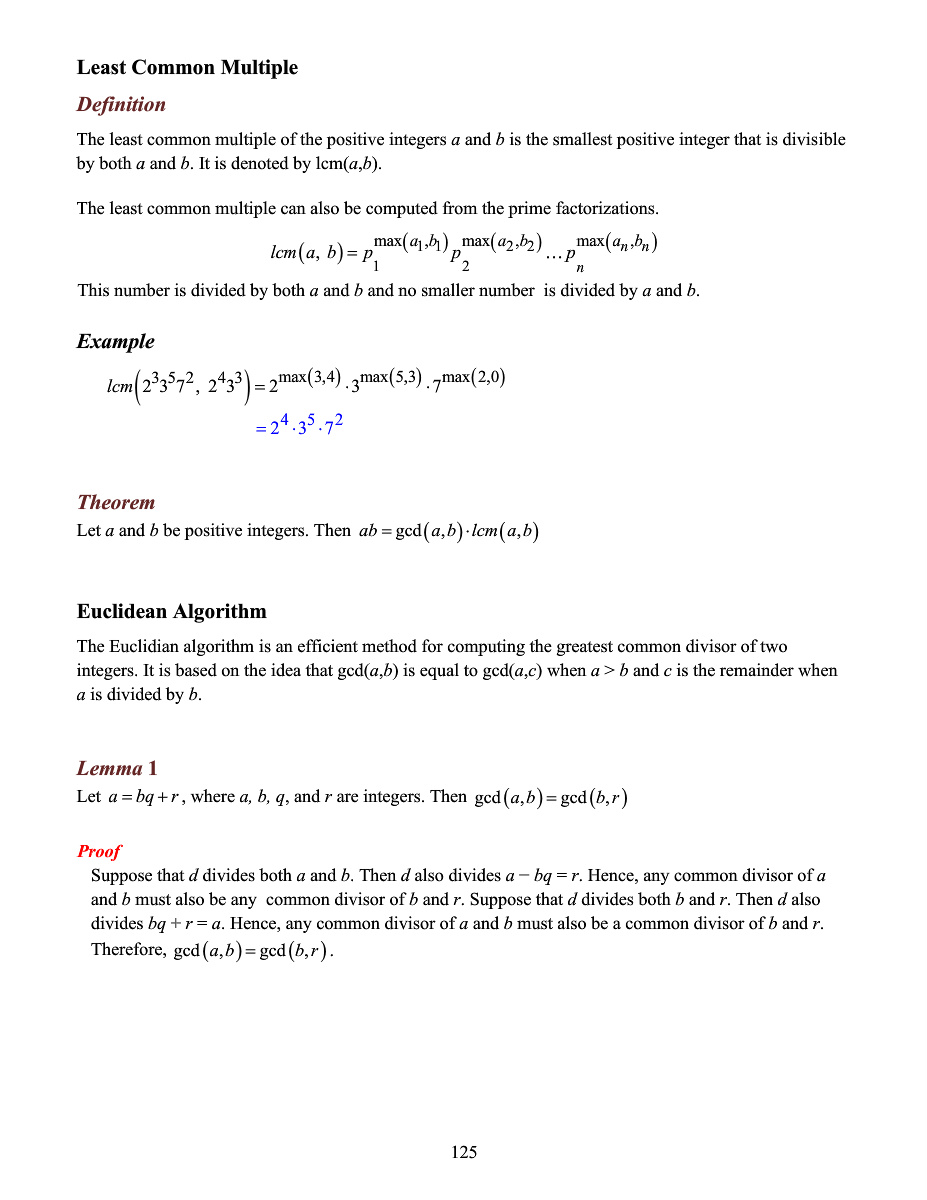 Least Common Multiple
Definition
The least common multiple of the positive integers a and b is the smallest positive integer that is divisible
by both a and b. It is denoted by lcm(a,b).
The least common multiple can also be computed from the prime factorizations.
lcm(a, b) = p_1^{max(a_1,b_1)} p_2^{max(a_2,b_2)} … p_n^{max(a_n,b_n)}
This number is divided by both a and b and no smaller number is divided by a and b.
Example
lcm(2^3 3^5 7^2, 2^4 3^3) = 2^{max(3,4)} · 3^{max(5,3)} · 7^{max(2,0)}
= 2^4 · 3^5 · 7^2
Theorem
Let a and b be positive integers. Then ab = gcd(a,b) · lcm(a,b)
Euclidean Algorithm
The Euclidian algorithm is an efficient method for computing the greatest common divisor of two
integers. It is based on the idea that gcd(a,b) is equal to gcd(a,c) when a > b and c is the remainder when
a is divided by b.
Lemma 1
Let a = bq + r, where a, b, q, and r are integers. Then gcd(a,b) = gcd(b,r)
Proof
Suppose that d divides both a and b. Then d also divides a − bq = r. Hence, any common divisor of a
and b must also be any common divisor of b and r. Suppose that d divides both b and r. Then d also
divides bq + r = a. Hence, any common divisor of a and b must also be a common divisor of b and r.
Therefore, gcd(a,b) = gcd(b,r).
125